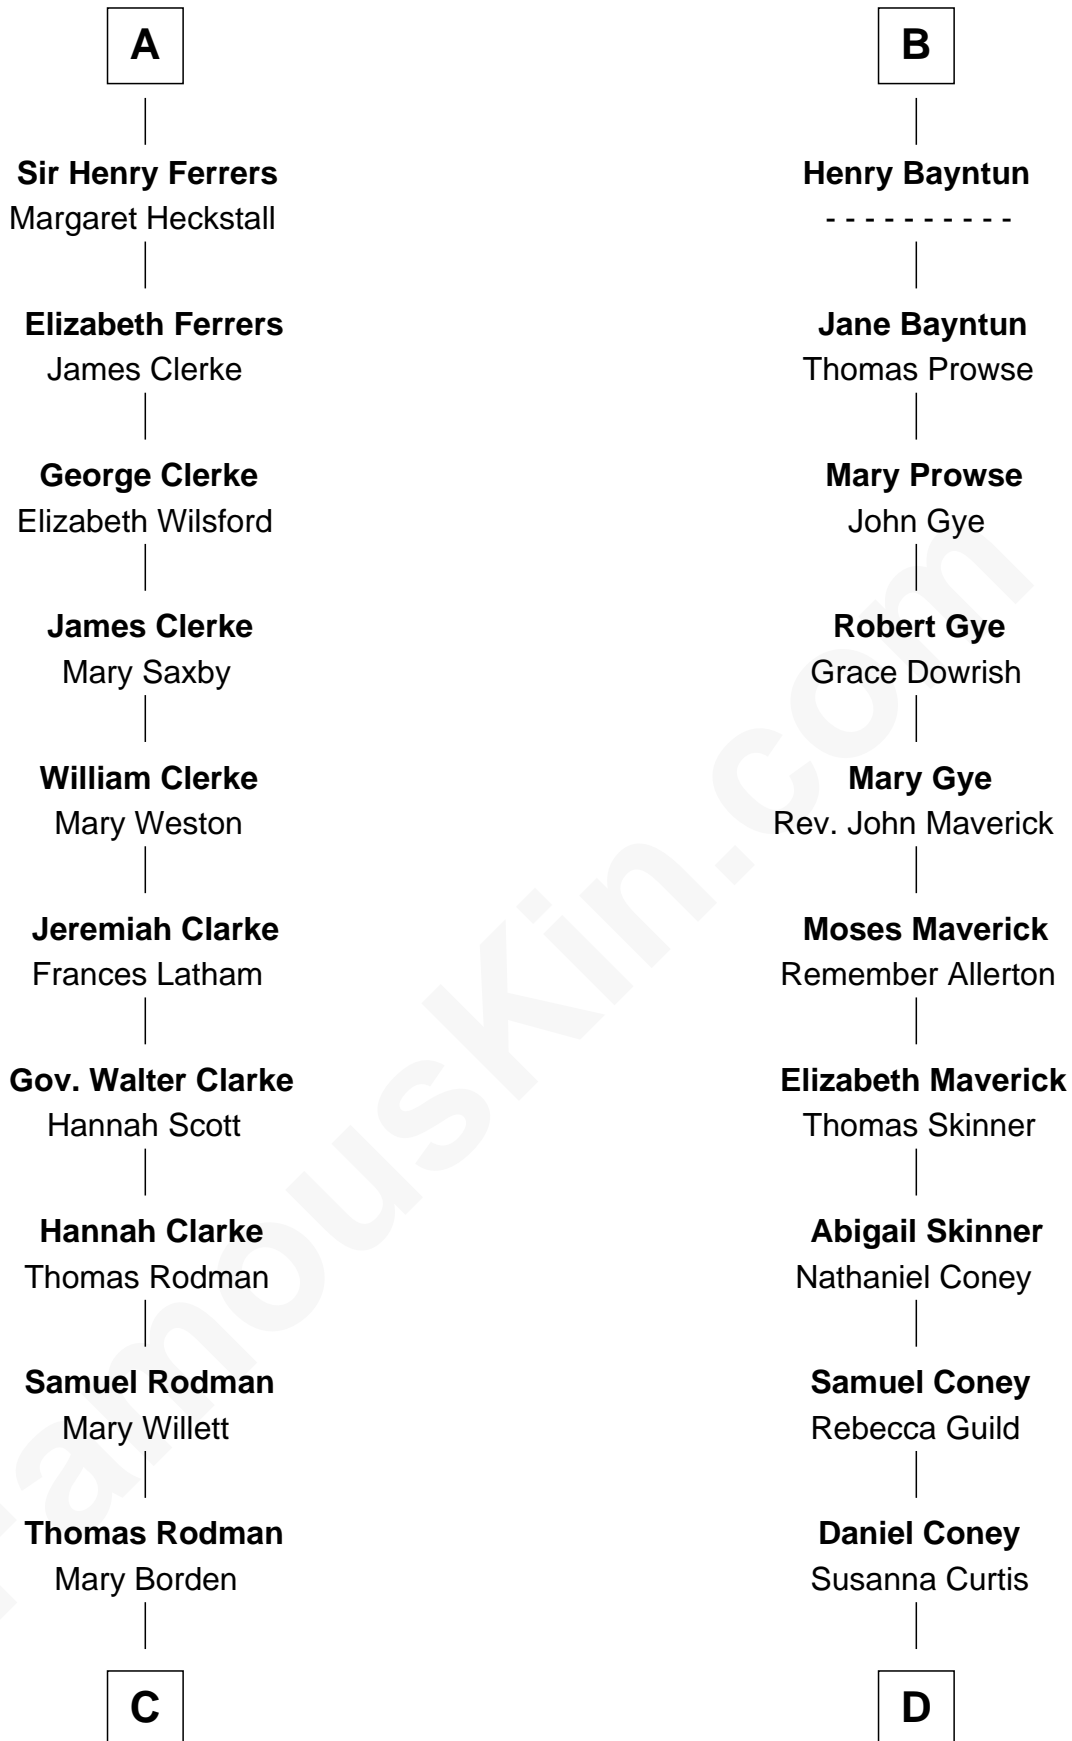 A
Sir Henry Ferrers
Margaret Heckstall
Elizabeth Ferrers
James Clerke
George Clerke
Elizabeth Wilsford
James Clerke
Mary Saxby
William Clerke
Mary Weston
Jeremiah Clarke
Frances Latham
Gov. Walter Clarke
Hannah Scott
Hannah Clarke
Thomas Rodman
Samuel Rodman
Mary Willett
Thomas Rodman
Mary Borden
C
B
Henry Bayntun
- - - - - - - - - -
Jane Bayntun
Thomas Prowse
Mary Prowse
John Gye
Robert Gye
Grace Dowrish
Mary Gye
Rev. John Maverick
Moses Maverick
Remember Allerton
Elizabeth Maverick
Thomas Skinner
Abigail Skinner
Nathaniel Coney
Samuel Coney
Rebecca Guild
Daniel Coney
Susanna Curtis
D
FamousKin.com